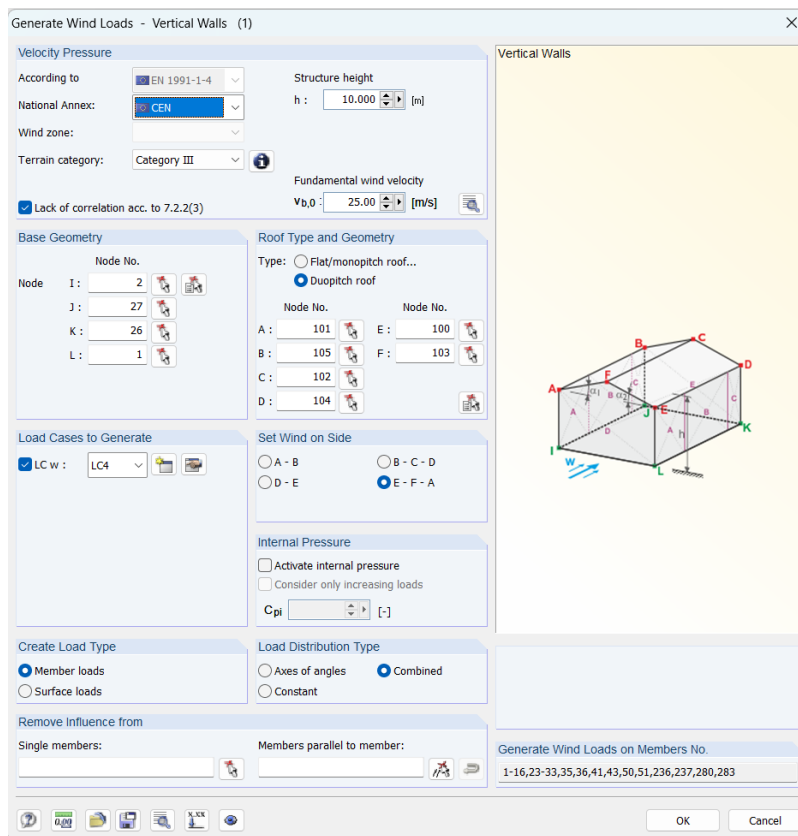 Generate Wind Loads - Vertical Walls (1)
Velocity Pressure
According to
EN 1991-1-4
National Annex:
CEN
Wind zone:
Terrain category:
Category III
Lack of correlation acc. to 7.2.2(3)
Structure height
h : 10.000 [m]
Fundamental wind velocity
vb,0 : 25.00 [m/s]
Base Geometry
Node No.
Node I : 2
J : 27
K : 26
L : 1
Roof Type and Geometry
Type: Flat/monopitch roof...
Duopitch roof
Node No. Node No.
A : 101 E : 100
B : 105 F : 103
C : 102
D : 104
Load Cases to Generate
LC w : LC4
Set Wind on Side
A - B B - C - D
D - E E - F - A
Internal Pressure
Activate internal pressure
Consider only increasing loads
Cpi [-]
Create Load Type
Member loads
Surface loads
Load Distribution Type
Axes of angles Combined
Constant
Remove Influence from
Single members:
Members parallel to member:
Vertical Walls
B C
F D
A α1 B C α2 E C
A D J E A B
h K
I
W L
Generate Wind Loads on Members No.
1-16,23-33,35,36,41,43,50,51,236,237,280,283
0.00 X.XX
OK Cancel